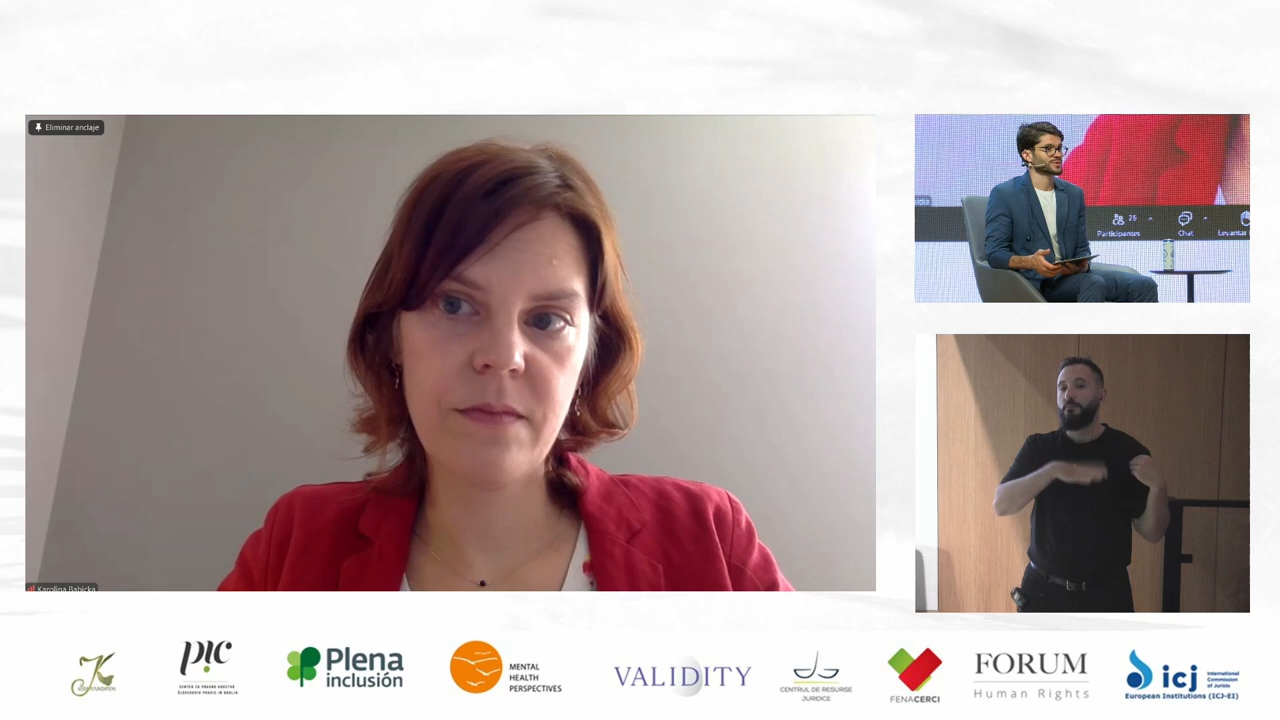 Eliminar anclaje
Karolina Babicka
26
Participantes
Chat
Levantar
pic
Plena
inclusión
MENTAL
HEALTH
PERSPECTIVES
VALIDITY
CENTRUL DE RESURSE
JURIDICE
FENACERCI
FORUM
Human Rights
icj
International
Commission
of Jurists
European Institutions (ICJ-EI)